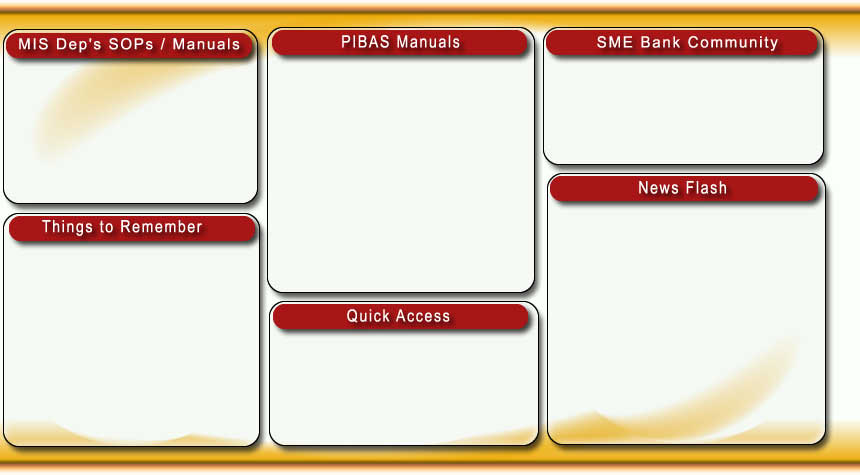 MIS Dep's SOPs / Manuals
PIBAS Manuals
SME Bank Community
Things to Remember
News Flash
Quick Access